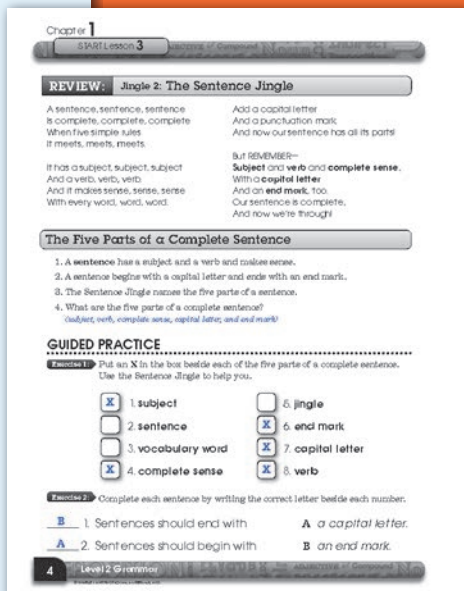 Chapter 1
START Lesson 3
REVIEW: Jingle 2: The Sentence Jingle
A sentence, sentence, sentence
Is complete, complete, complete
When five simple rules
It meets, meets, meets.
It has a subject, subject, subject
And a verb, verb, verb.
And it makes sense, sense, sense
With every word, word, word.
Add a capital letter
And a punctuation mark
And now our sentence has all its parts!
But REMEMBER—
Subject and verb and complete sense,
With a capital letter
And an end mark, too.
Our sentence is complete,
And now we're through!
The Five Parts of a Complete Sentence
1. A sentence has a subject and a verb and makes sense.
2. A sentence begins with a capital letter and ends with an end mark.
3. The Sentence Jingle names the five parts of a sentence.
4. What are the five parts of a complete sentence?
(subject, verb, complete sense, capital letter, and end mark)
GUIDED PRACTICE
Exercise 1: Put an X in the box beside each of the five parts of a complete sentence.
Use the Sentence Jingle to help you.
X 1. subject
2. sentence
3. vocabulary word
X 4. complete sense
5. jingle
X 6. end mark
X 7. capital letter
X 8. verb
Exercise 2: Complete each sentence by writing the correct letter beside each number.
B 1. Sentences should end with
A 2. Sentences should begin with
A a capital letter.
B an end mark.
4 Level 2 Grammar